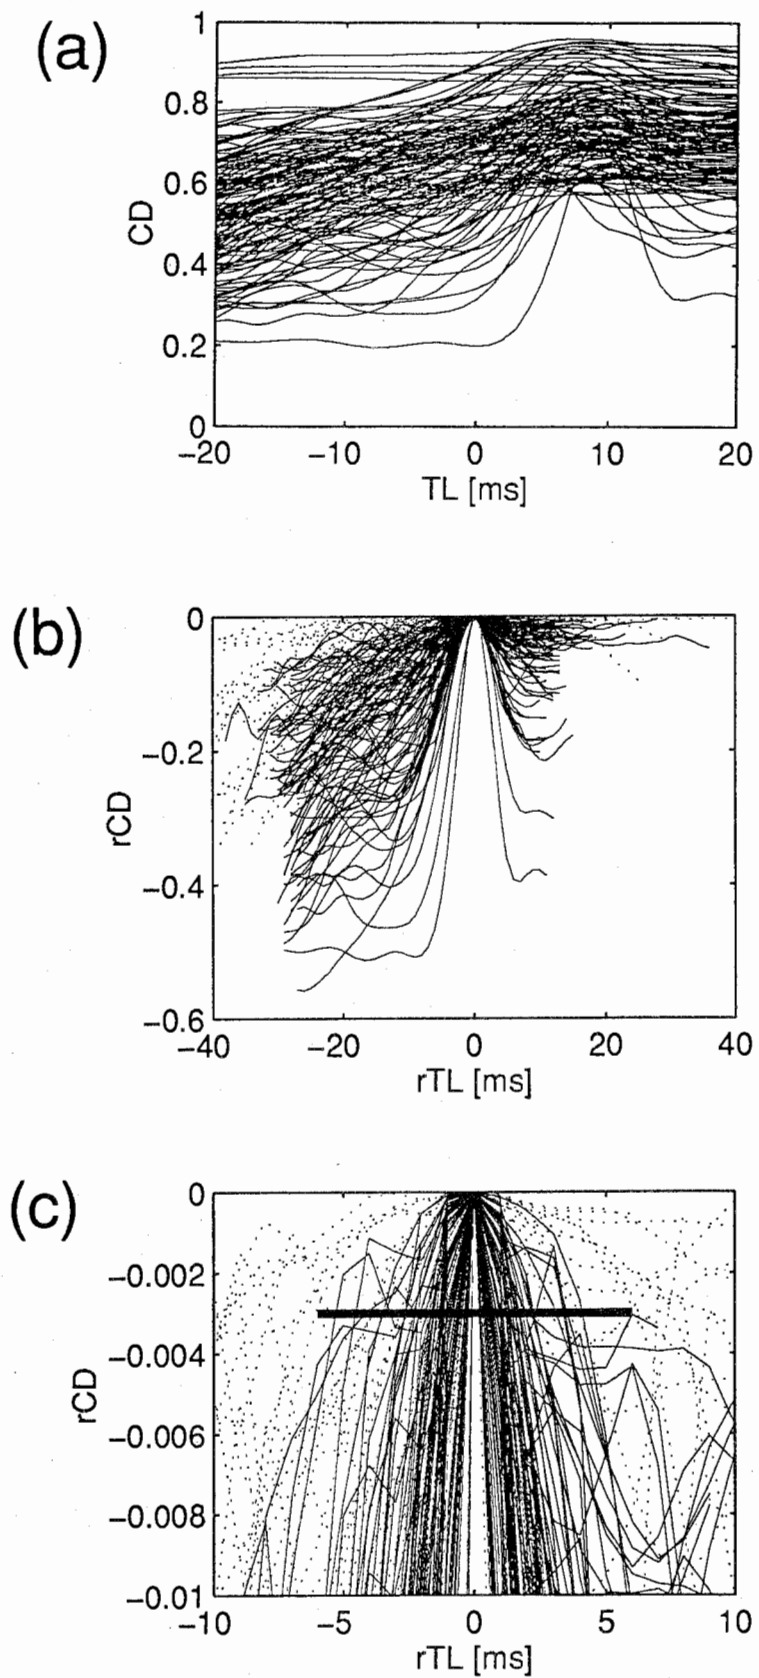 (a)
1
0.8
0.6
0.4
0.2
0
CD
−20 −10 0 10 20
TL [ms]
(b)
0
−0.2
−0.4
−0.6
rCD
−40 −20 0 20 40
rTL [ms]
(c)
0
−0.002
−0.004
−0.006
−0.008
−0.01
rCD
−10 −5 0 5 10
rTL [ms]